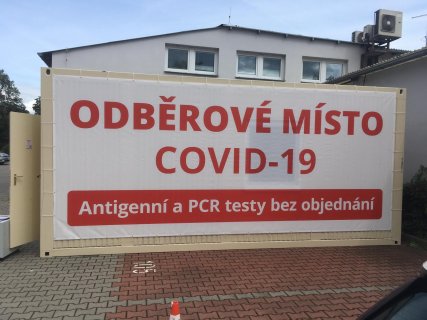 ODBĚROVÉ MÍSTO
COVID-19
Antigenní a PCR testy bez objednání